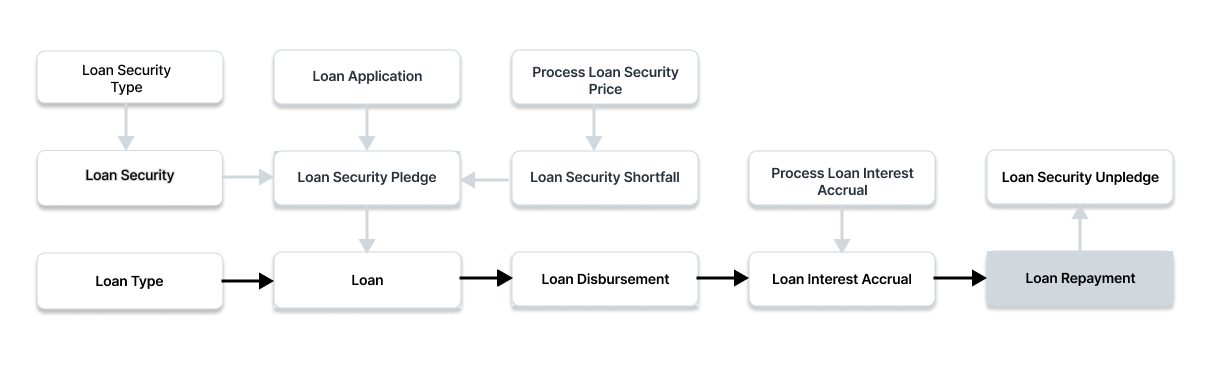 Loan Security
Type
Loan Application
Process Loan Security
Price
Loan Security
Loan Security Pledge
Loan Security Shortfall
Process Loan Interest
Accrual
Loan Security Unpledge
Loan Type
Loan
Loan Disbursement
Loan Interest Accrual
Loan Repayment